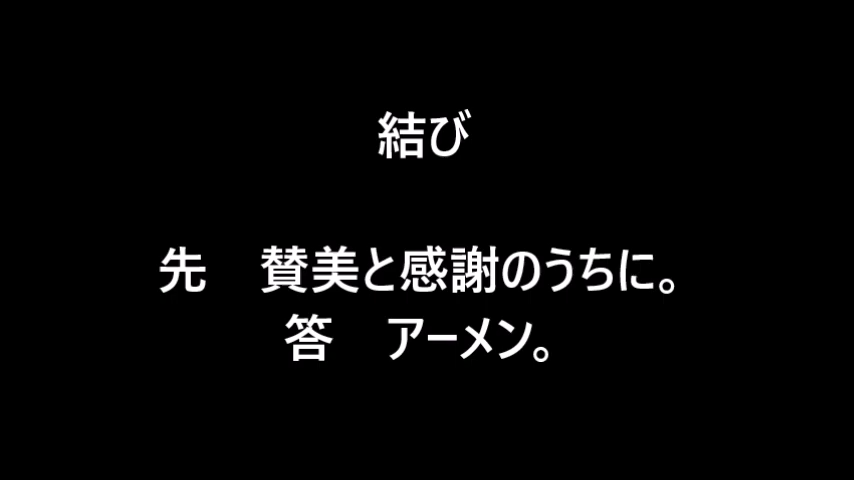 結び
先　賛美と感謝のうちに。
答　アーメン。